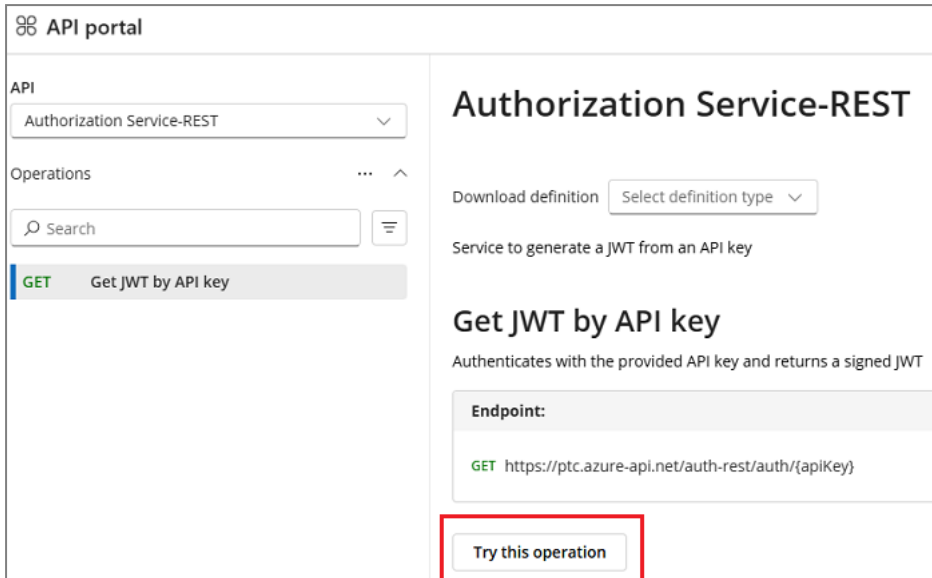 API portal
API
Authorization Service-REST
Operations
Search
GET Get JWT by API key
Authorization Service-REST
Download definition Select definition type
Service to generate a JWT from an API key
Get JWT by API key
Authenticates with the provided API key and returns a signed JWT
Endpoint:
GET https://ptc.azure-api.net/auth-rest/auth/{apiKey}
Try this operation